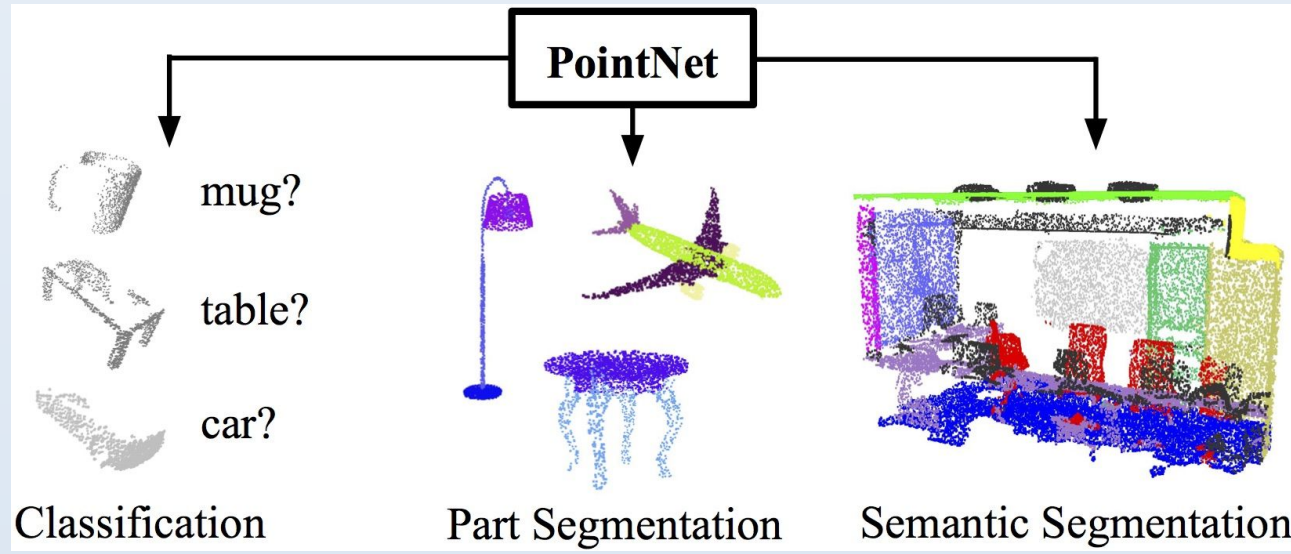 PointNet
mug?
table?
car?
Classification
Part Segmentation
Semantic Segmentation